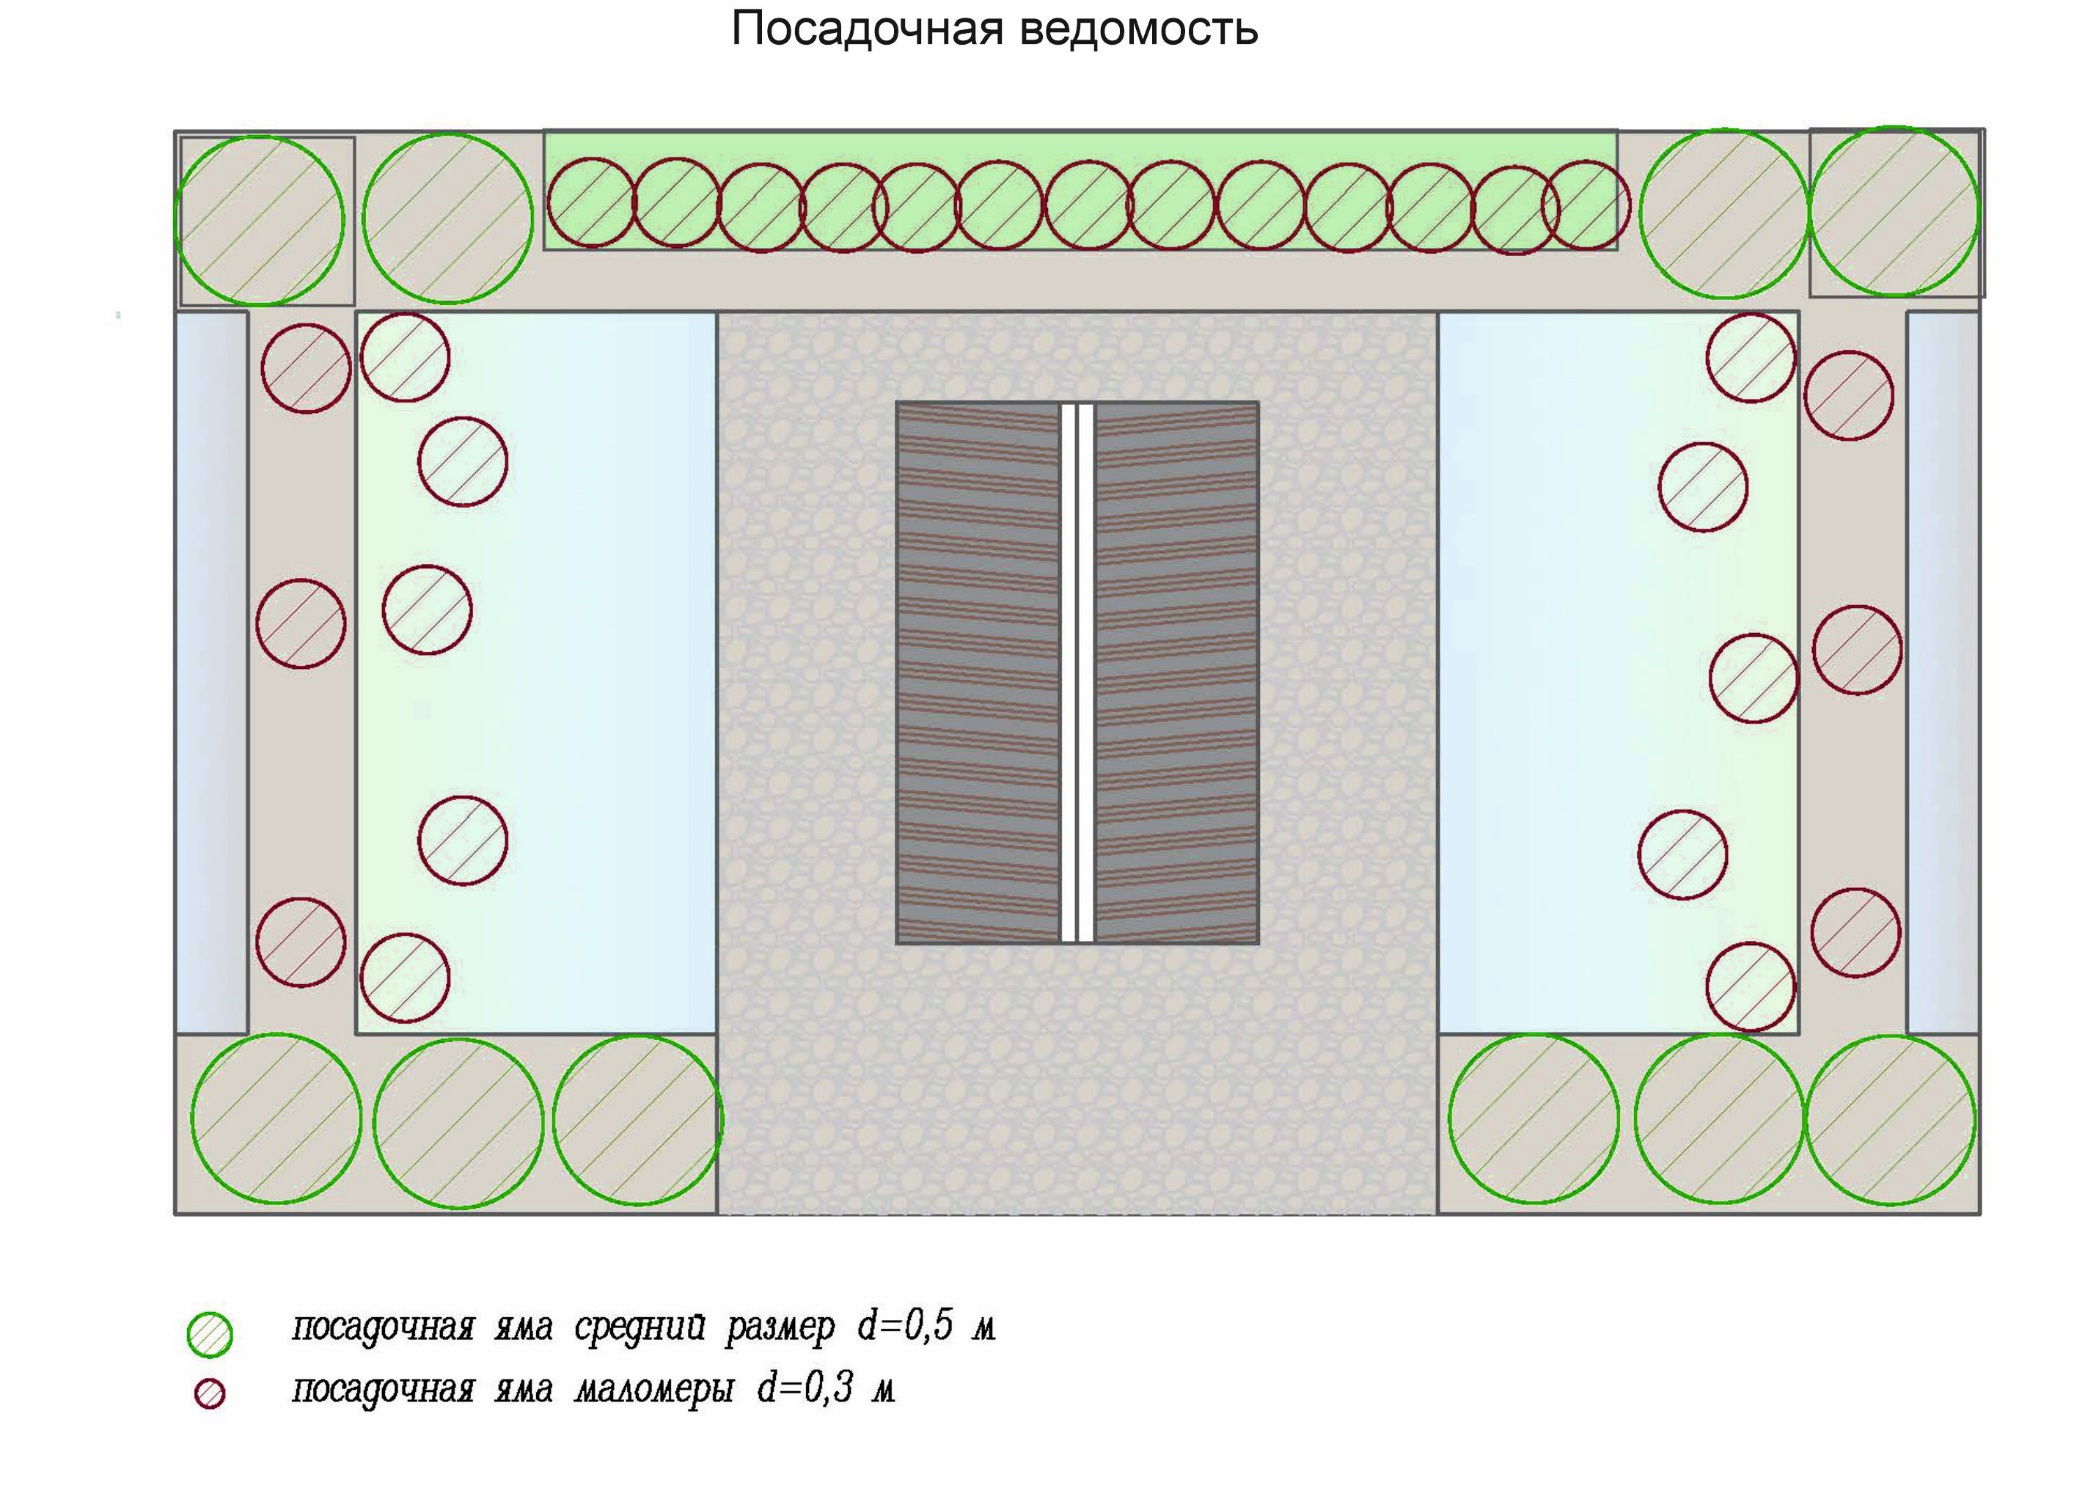 Посадочная ведомость
посадочная яма средний размер d=0,5 м
посадочная яма маломеры d=0,3 м